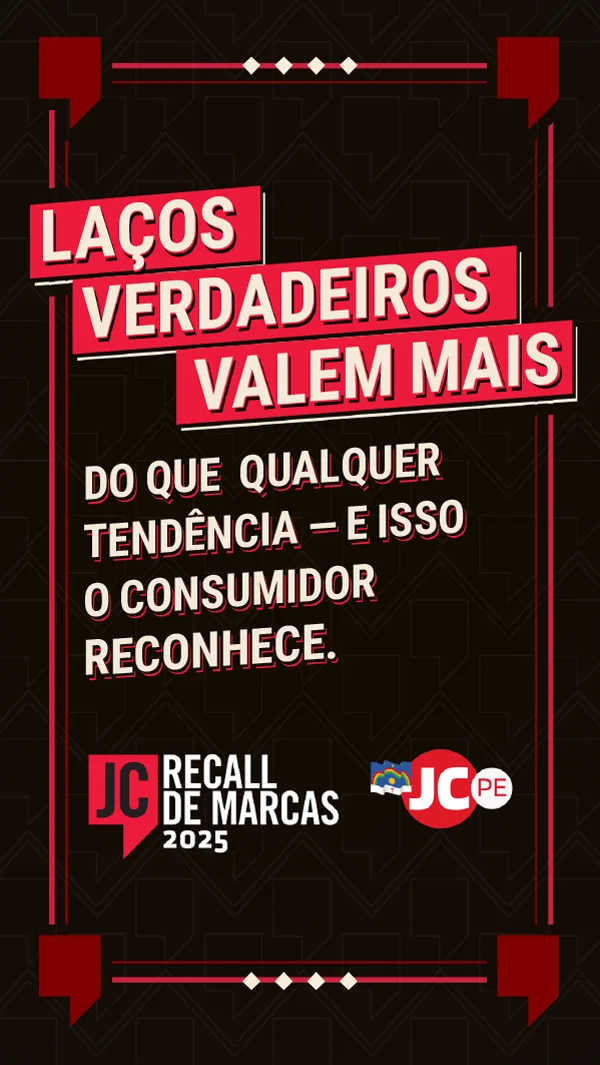 LAÇOS
VERDADEIROS
VALEM MAIS
DO QUE QUALQUER
TENDÊNCIA – E ISSO
O CONSUMIDOR
RECONHECE.
JC RECALL
DE MARCAS
2025
JC PE